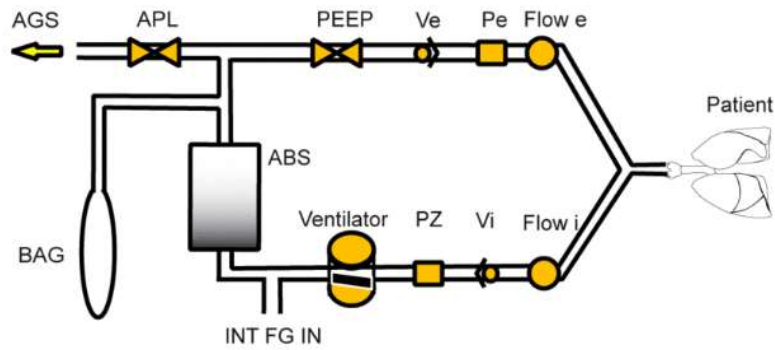 AGS
APL
PEEP
Ve
Pe
Flow e
Patient
ABS
Ventilator
PZ
Vi
Flow i
BAG
INT FG IN